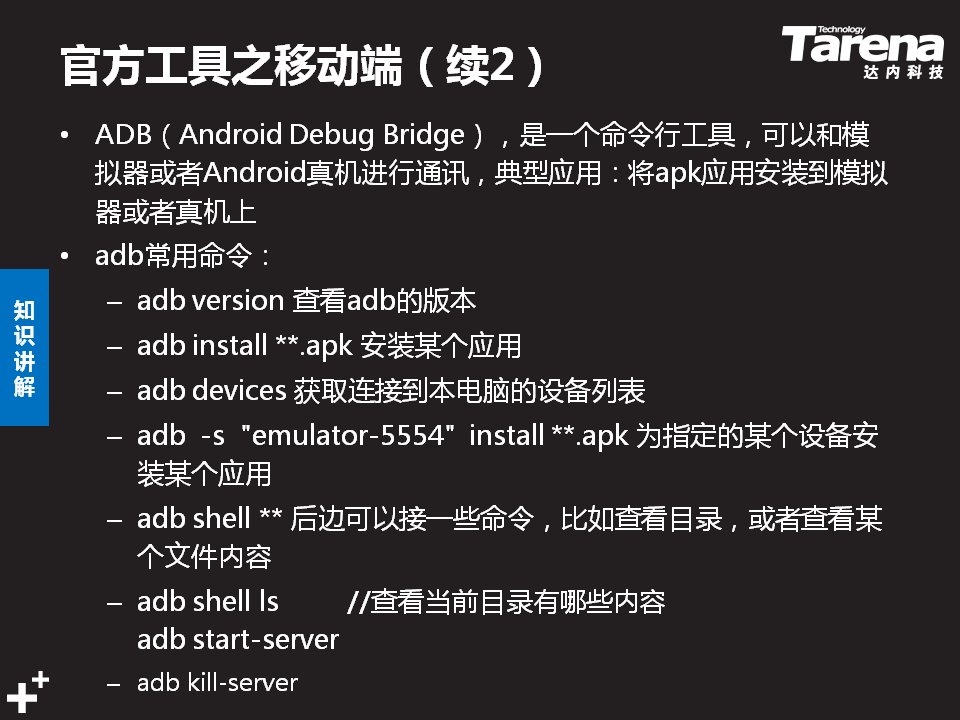 官方工具之移动端（续2）
Technology
Tarena
达内科技
• ADB（Android Debug Bridge），是一个命令行工具，可以和模
拟器或者Android真机进行通讯，典型应用：将apk应用安装到模拟
器或者真机上
• adb常用命令：
– adb version 查看adb的版本
– adb install **.apk 安装某个应用
– adb devices 获取连接到本电脑的设备列表
– adb -s "emulator-5554" install **.apk 为指定的某个设备安
装某个应用
– adb shell ** 后边可以接一些命令，比如查看目录，或者查看某
个文件内容
– adb shell ls //查看当前目录有哪些内容
adb start-server
– adb kill-server
知
识
讲
解